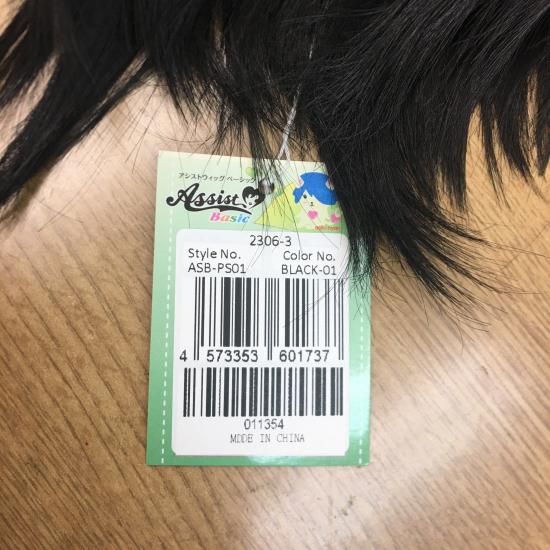 アシストウィッグ ベーシック
Assist
Basic
2306-3
Style No. Color No.
ASB-PS01 BLACK-01
4 573353 601737
011354
MDDE IN CHINA